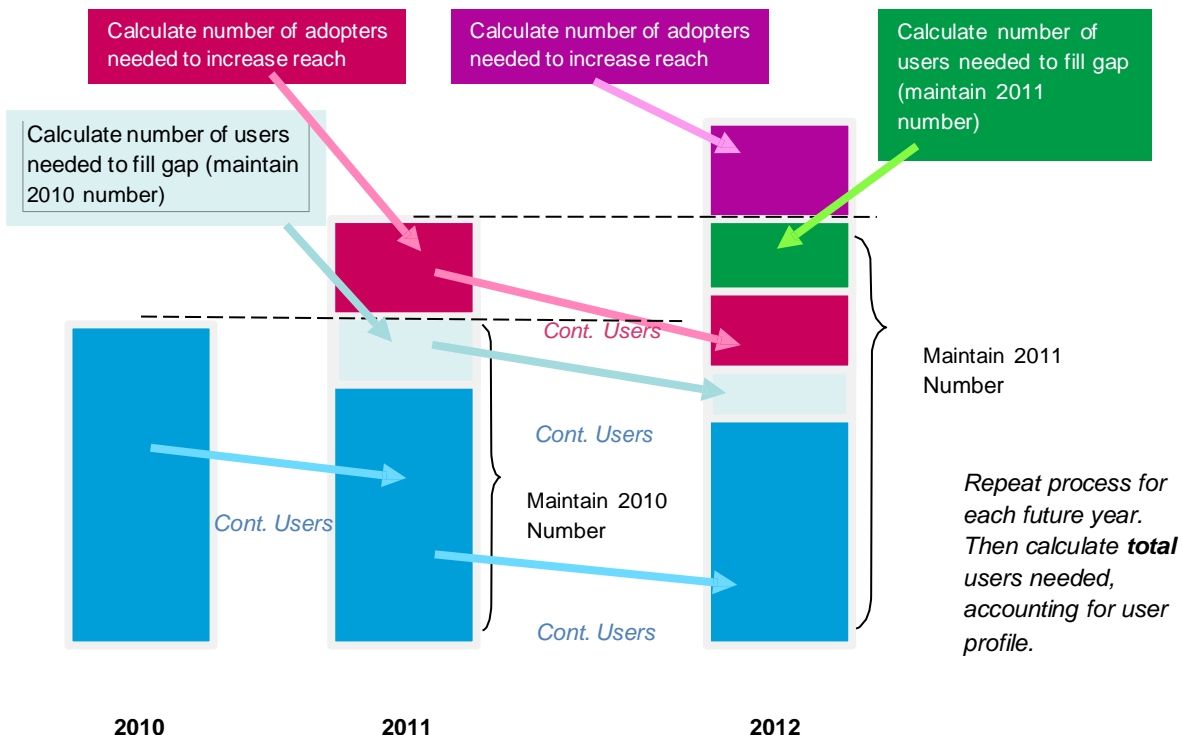 Calculate number of adopters
needed to increase reach
Calculate number of adopters
needed to increase reach
Calculate number of
users needed to fill gap
(maintain 2011
number)
Calculate number of users
needed to fill gap (maintain
2010 number)
Cont. Users
Maintain 2011
Number
Cont. Users
Maintain 2010
Number
Cont. Users
Repeat process for
each future year.
Then calculate total
users needed,
accounting for user
profile.
Cont. Users
2010
2011
2012